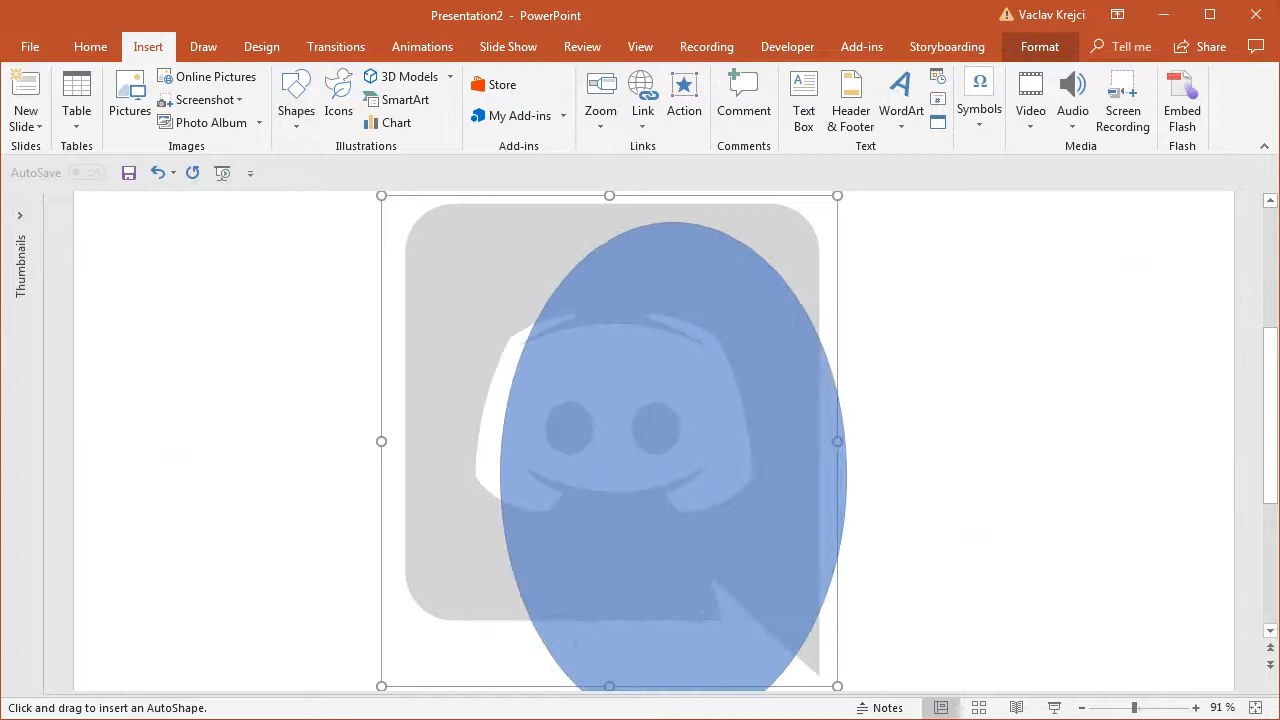 Presentation2 - PowerPoint
Vaclav Krejci
File Home Insert Draw Design Transitions Animations Slide Show Review View Recording Developer Add-ins Storyboarding Format Tell me Share
New Slide
Slides
Table
Tables
Pictures
Online Pictures
Screenshot
Photo Album
Images
Shapes
Icons
3D Models
SmartArt
Chart
Illustrations
Store
My Add-ins
Add-ins
Zoom
Link
Action
Links
Comment
Comments
Text
Box
Header
& Footer
WordArt
Text
Symbols
Video
Audio
Screen
Recording
Media
Embed
Flash
Flash
AutoSave Off
Thumbnails
Click and drag to insert an AutoShape.
Notes
91 %